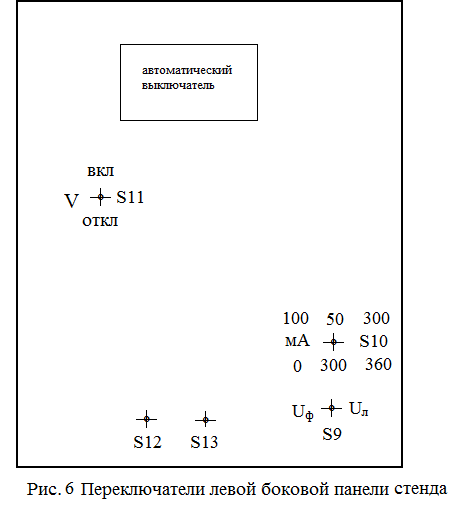 автоматический
выключатель
вкл
V S11
откл
100 50 300
мА S10
0 300 360
Uф Uл
S9
S12 S13
Рис. 6 Переключатели левой боковой панели стенда